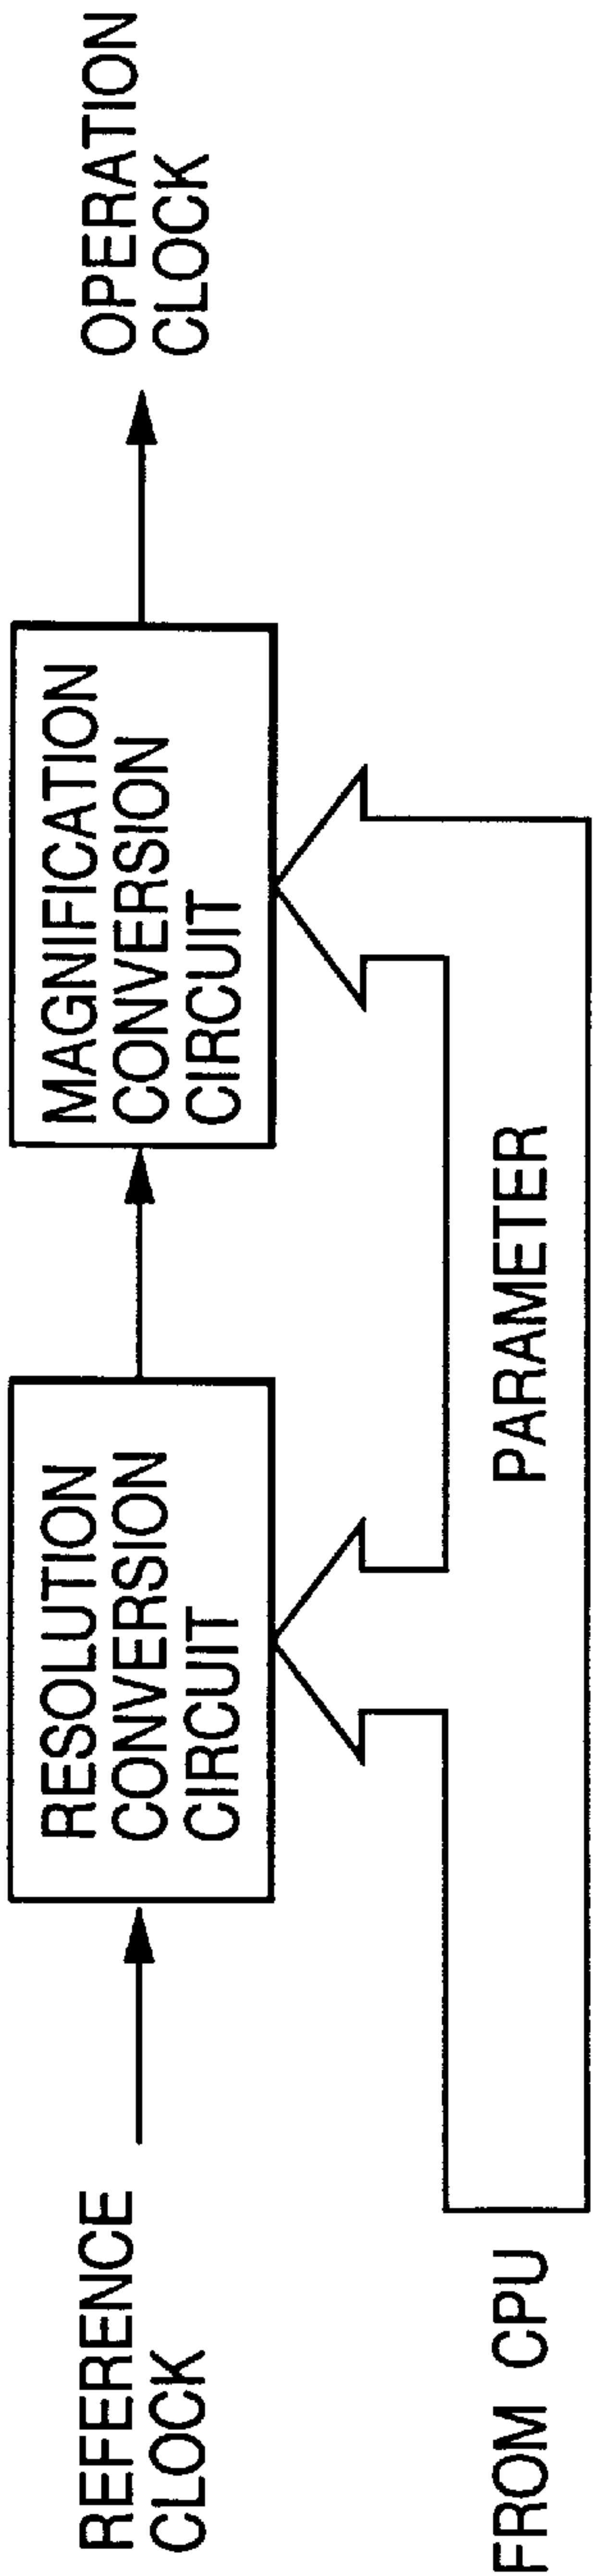 REFERENCE
CLOCK
RESOLUTION
CONVERSION
CIRCUIT
MAGNIFICATION
CONVERSION
CIRCUIT
OPERATION
CLOCK
FROM CPU
PARAMETER